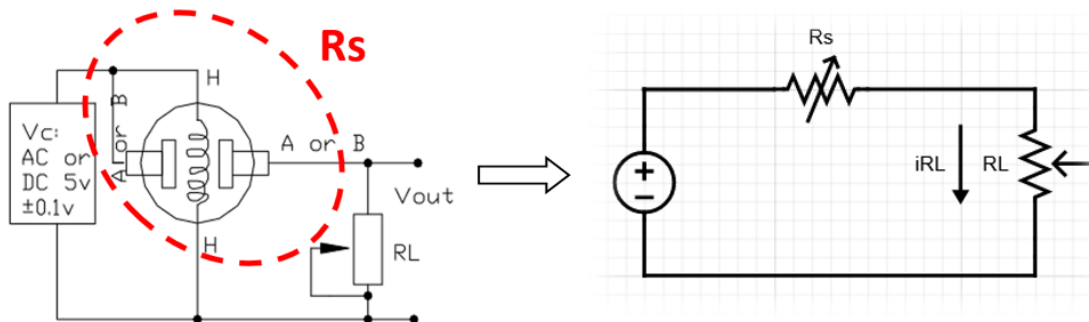 Rs
H
A or B
Vc:
AC or
DC 5v
±0.1v
A or B
Vout
RL
H
Rs
+
−
iRL
RL